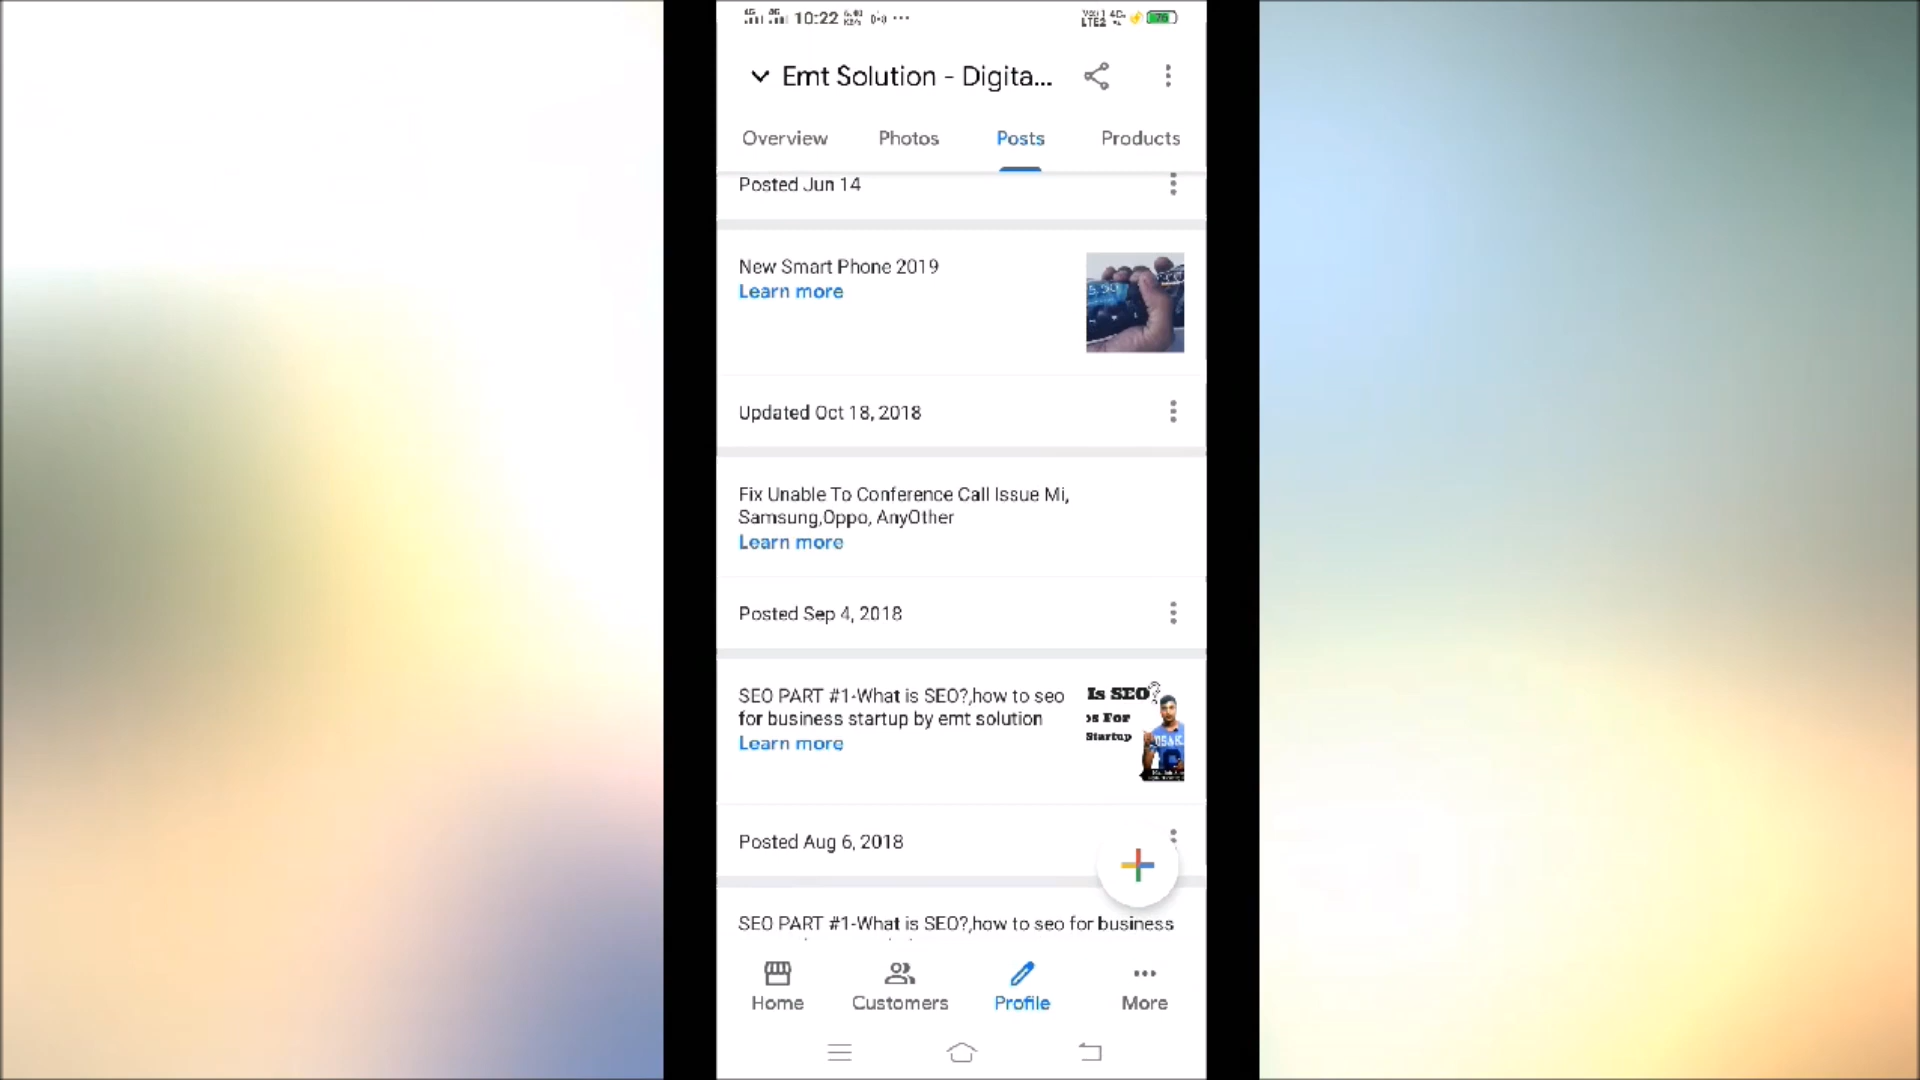 10:22
76
Emt Solution - Digita...
Overview
Photos
Posts
Products
Posted Jun 14
New Smart Phone 2019
Learn more
Updated Oct 18, 2018
Fix Unable To Conference Call Issue Mi,
Samsung,Oppo, AnyOther
Learn more
Posted Sep 4, 2018
SEO PART #1-What is SEO?,how to seo
for business startup by emt solution
Learn more
Is SEO?
os For
Startup
Posted Aug 6, 2018
SEO PART #1-What is SEO?,how to seo for business
Home
Customers
Profile
More